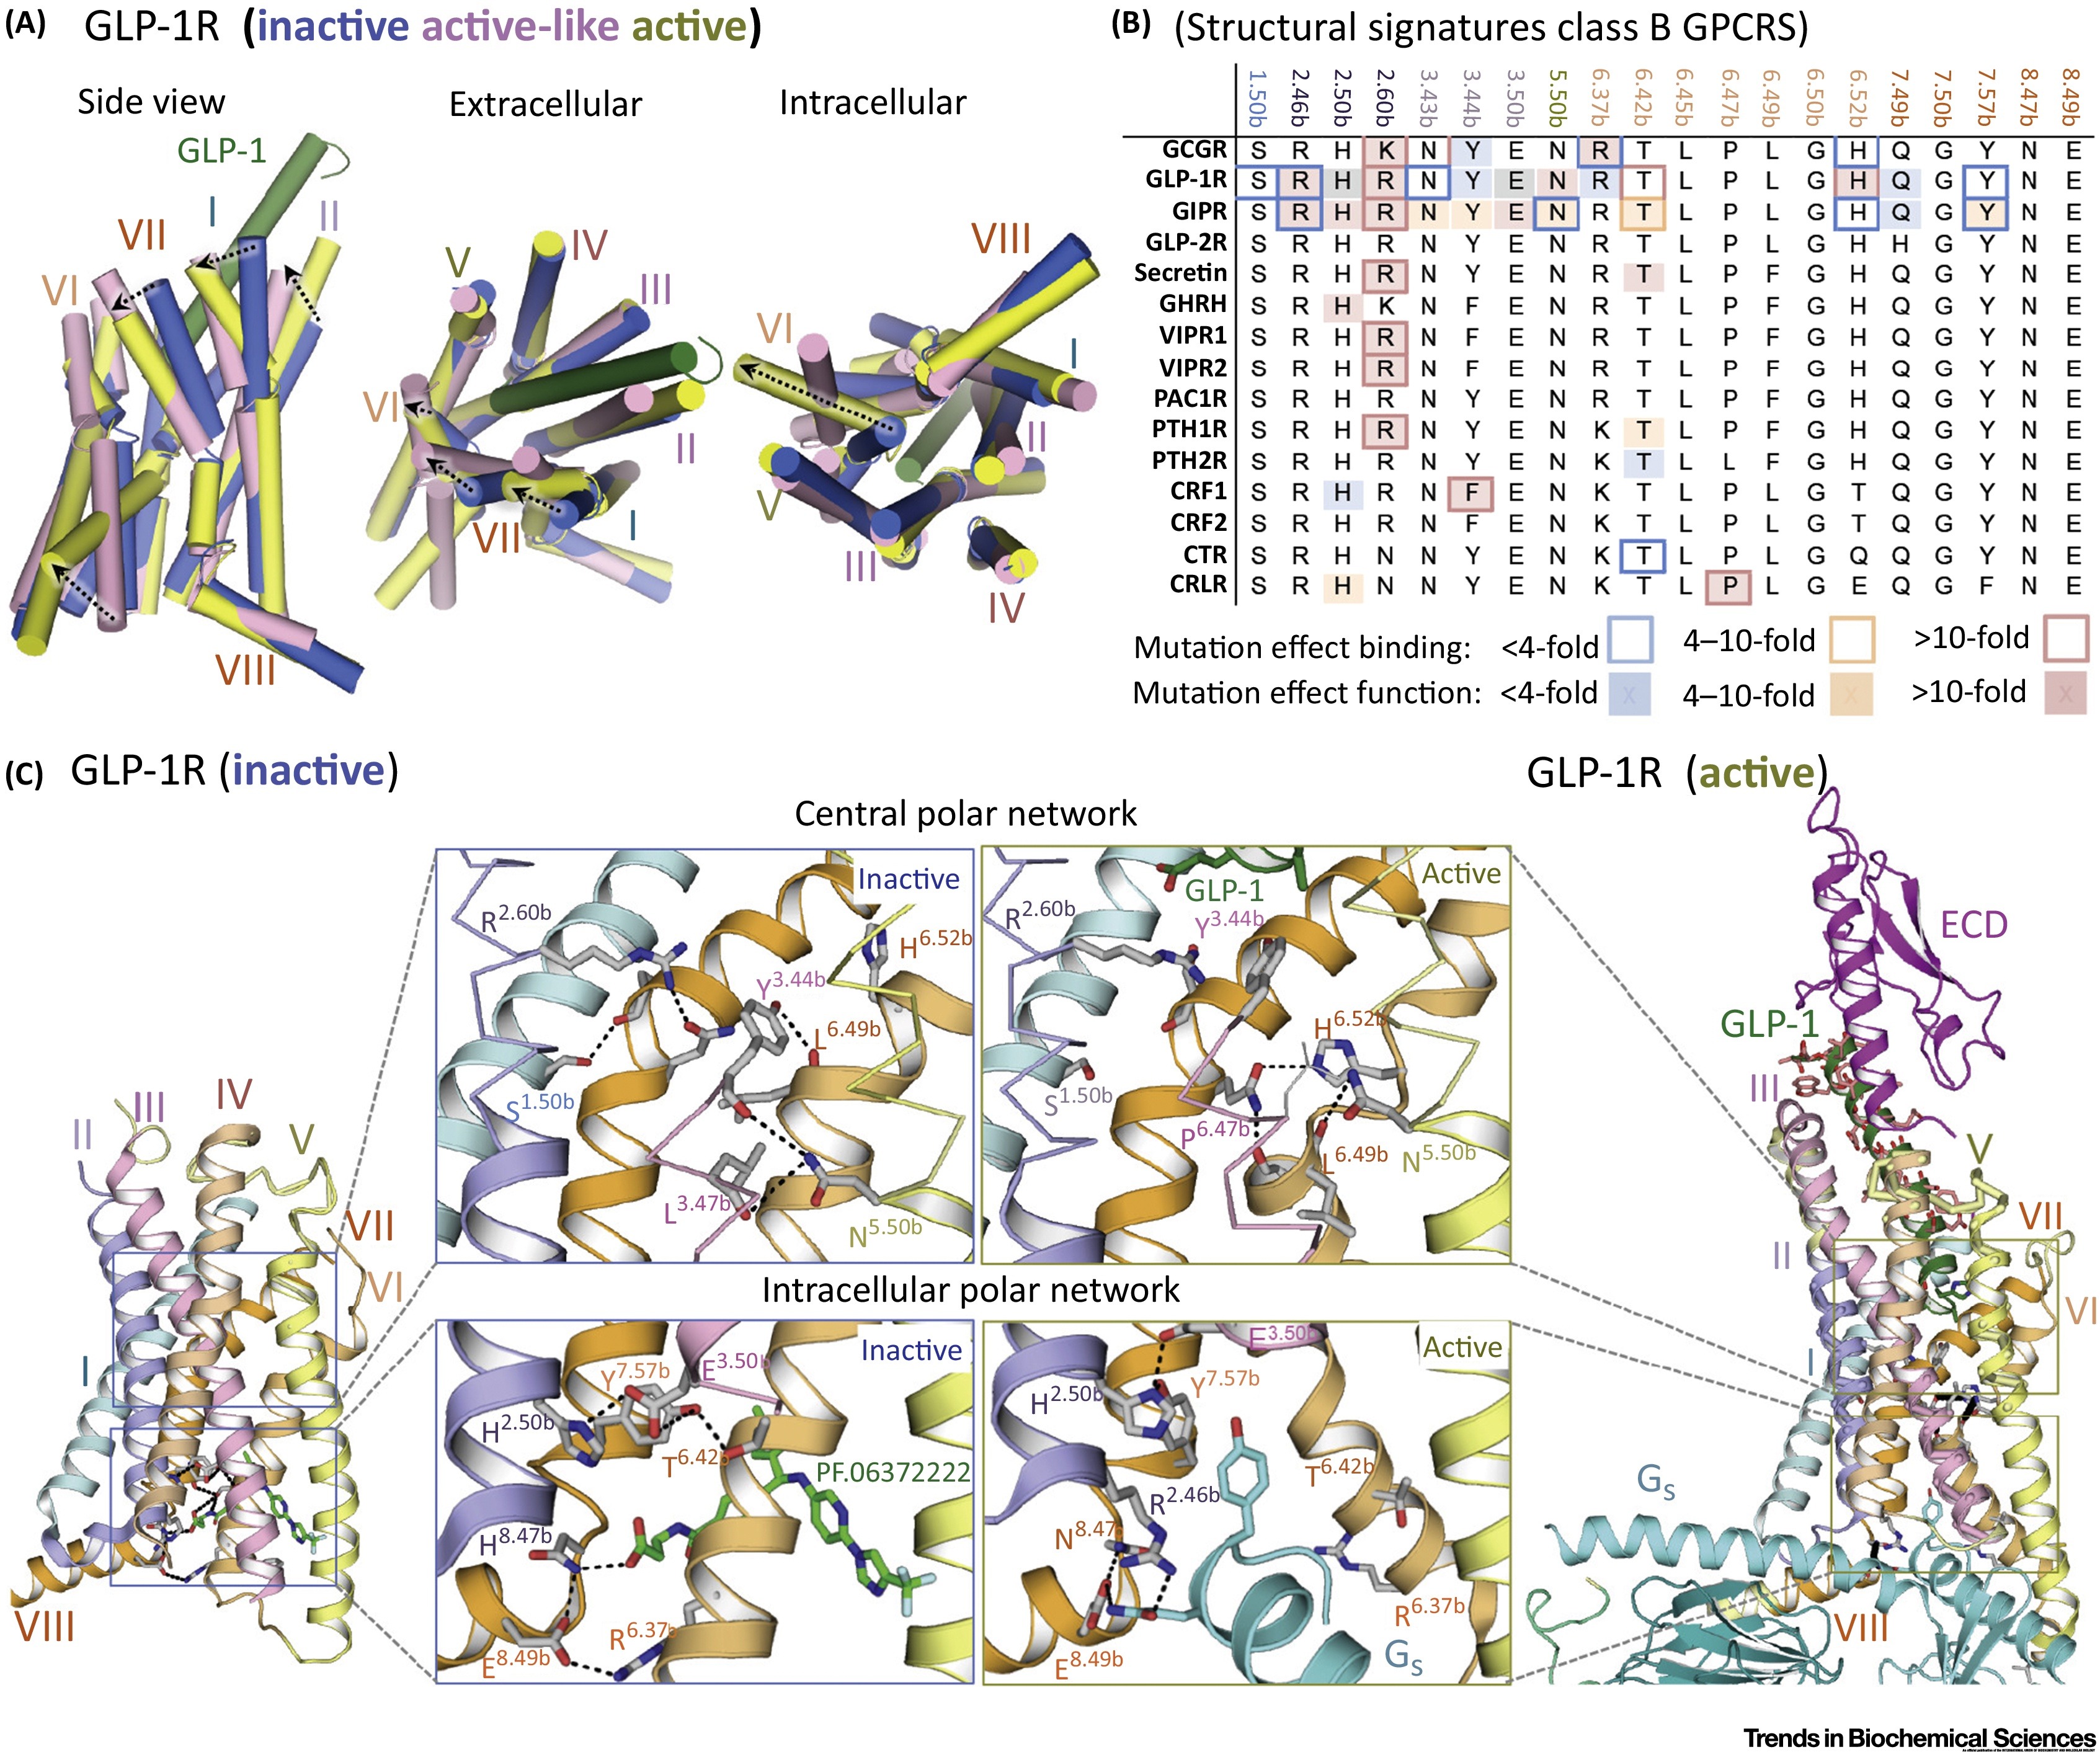 (A) GLP-1R (inactive active-like active)
Side view
Extracellular
Intracellular
GLP-1
I
II
VII
VI
VIII
V
IV
III
VI
II
VII
I
VIII
VI
I
II
V
III
IV
(B) (Structural signatures class B GPCRS)
1.50b 2.46b 2.50b 2.60b 3.43b 3.44b 3.50b 5.50b 6.37b 6.42b 6.45b 6.47b 6.49b 6.50b 6.52b 7.49b 7.50b 7.57b 8.47b 8.49b
GCGR S R H K N Y E N R T L P L G H Q G Y N E
GLP-1R S R H R N Y E N R T L P L G H Q G Y N E
GIPR S R H R N Y E N R T L P L G H Q G Y N E
GLP-2R S R H R N Y E N R T L P L G H H G Y N E
Secretin S R H R N Y E N R T L P F G H Q G Y N E
GHRH S R H K N F E N R T L P F G H Q G Y N E
VIPR1 S R H R N F E N R T L P F G H Q G Y N E
VIPR2 S R H R N F E N R T L P F G H Q G Y N E
PAC1R S R H R N Y E N R T L P F G H Q G Y N E
PTH1R S R H R N Y E N K T L P F G H Q G Y N E
PTH2R S R H R N Y E N K T L L F G H Q G Y N E
CRF1 S R H R N F E N K T L P L G T Q G Y N E
CRF2 S R H R N F E N K T L P L G T Q G Y N E
CTR S R H N N Y E N K T L P L G Q Q G Y N E
CRLR S R H N N Y E N K T L P L G E Q G F N E
Mutation effect binding: <4-fold 4–10-fold >10-fold
Mutation effect function: <4-fold x 4–10-fold x >10-fold x
(C) GLP-1R (inactive)
GLP-1R (active)
Central polar network
Inactive
R2.60b
H6.52b
Y3.44b
L6.49b
S1.50b
L3.47b
N5.50b
Active
GLP-1
R2.60b
Y3.44b
H6.52b
S1.50b
P6.47b
L6.49b
N5.50b
Intracellular polar network
Inactive
Y7.57b
E3.50b
H2.50b
T6.42b
PF.06372222
H8.47b
R6.37b
E8.49b
Active
E3.50b
H2.50b
Y7.57b
T6.42b
R2.46b
N8.47b
R6.37b
E8.49b
Gs
II
III
IV
V
VII
VI
I
VIII
ECD
GLP-1
III
V
VII
II
VI
I
Gs
VIII
Trends in Biochemical Sciences